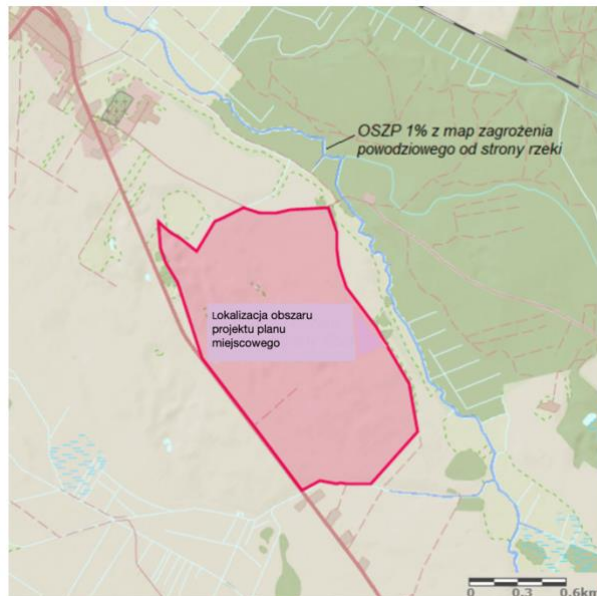 OSZP 1% z map zagrożenia
powodziowego od strony rzeki
Lokalizacja obszaru
projektu planu
miejscowego
0 0.3 0.6km